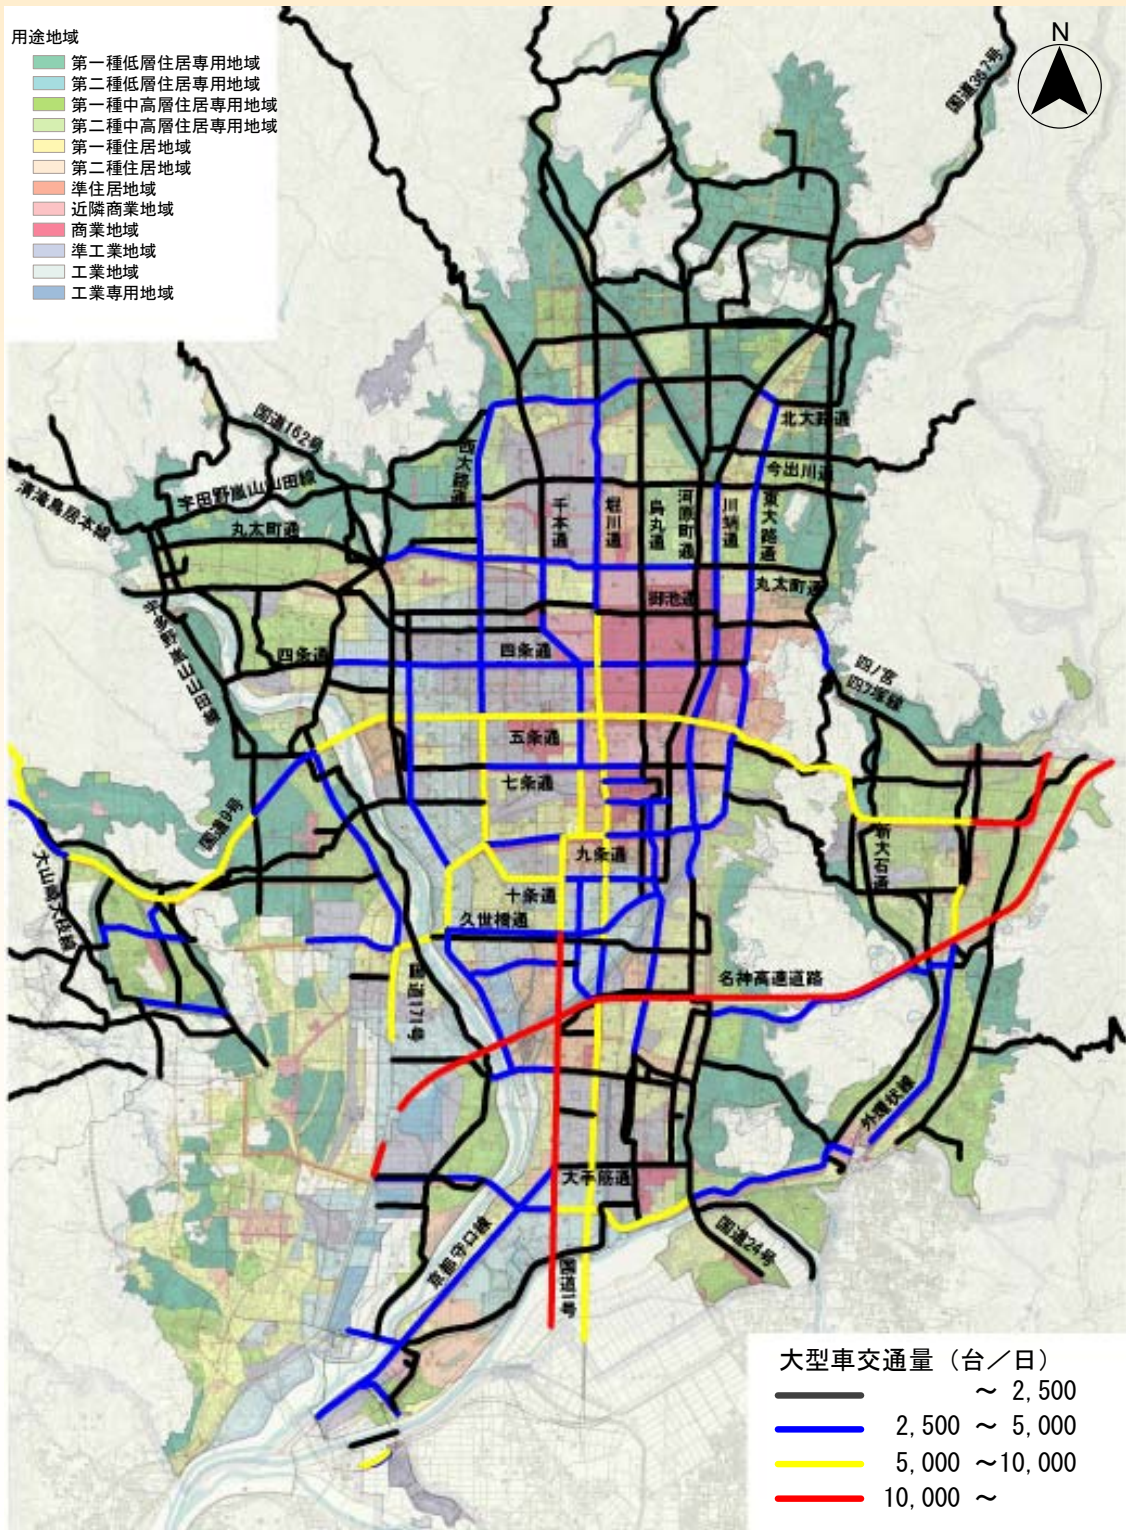 用途地域
第一種低層住居専用地域
第二種低層住居専用地域
第一種中高層住居専用地域
第二種中高層住居専用地域
第一種住居地域
第二種住居地域
準住居地域
近隣商業地域
商業地域
準工業地域
工業地域
工業専用地域
N
国道367号
国道162号
西大路通
北大路通
今出川通
宇田野嵐山山田線
清滝鳥居本線
丸太町通
千本通
堀川通
烏丸通
河原町通
川端通
東大路通
丸太町通
御池通
四条通
四条通
四ノ宮
四ツ塚線
五条通
七条通
国道9号
新大石通
九条通
大山崎大枝線
十条通
久世橋通
国道171号
名神高速道路
外環状線
大手筋通
国道24号
京都守口線
国道1号
大型車交通量（台／日）
～ 2,500
2,500 ～ 5,000
5,000 ～10,000
10,000 ～